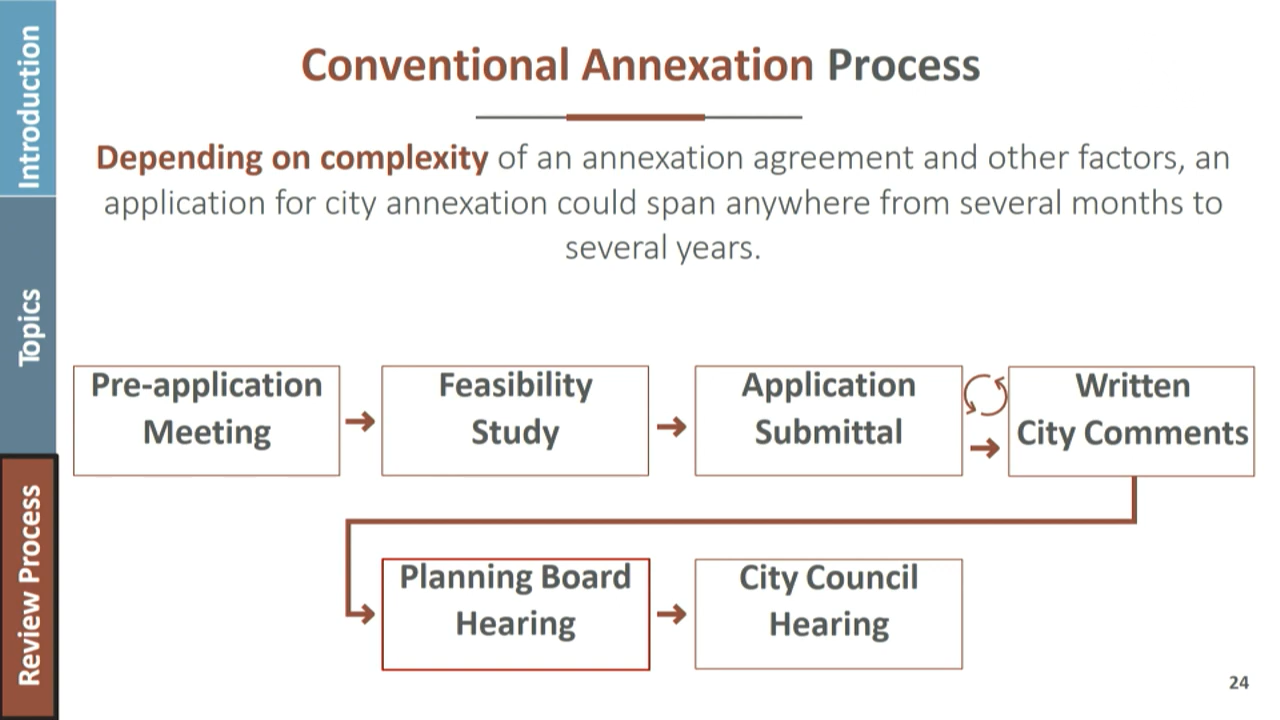 Introduction
Topics
Review Process
Conventional Annexation Process
Depending on complexity of an annexation agreement and other factors, an
application for city annexation could span anywhere from several months to
several years.
Pre-application
Meeting
Feasibility
Study
Application
Submittal
Written
City Comments
Planning Board
Hearing
City Council
Hearing
24